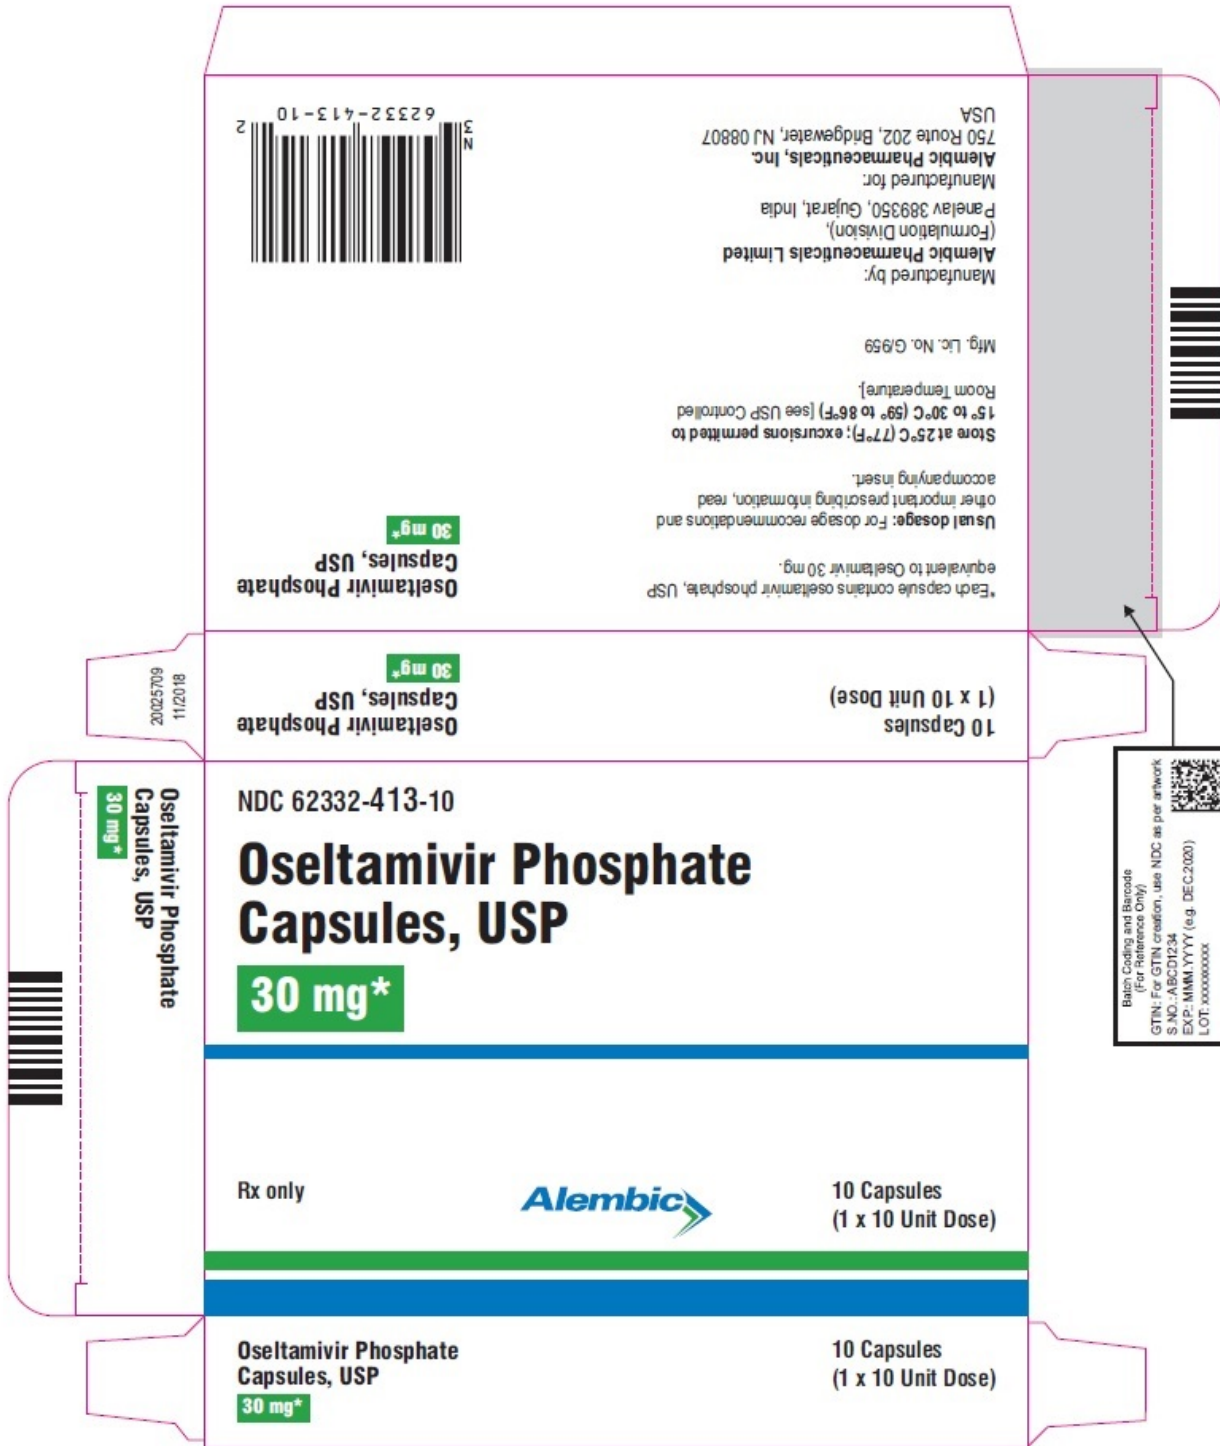 N
3 62332-413-10 2
Manufactured by:
Alembic Pharmaceuticals Limited
(Formulation Division),
Panelav 389350, Gujarat, India
Manufactured for:
Alembic Pharmaceuticals, Inc.
750 Route 202, Bridgewater, NJ 08807
USA
*Each capsule contains oseltamivir phosphate, USP
equivalent to Oseltamivir 30 mg.
Usual dosage: For dosage recommendations and
other important prescribing information, read
accompanying insert.
Store at 25°C (77°F); excursions permitted to
15° to 30°C (59° to 86°F) [see USP Controlled
Room Temperature].
Mfg. Lic. No. G/959
Oseltamivir Phosphate
Capsules, USP
30 mg*
Oseltamivir Phosphate
Capsules, USP
30 mg*
10 Capsules
(1 x 10 Unit Dose)
20025709
11/2018
Oseltamivir Phosphate
Capsules, USP
30 mg*
NDC 62332-413-10
Oseltamivir Phosphate
Capsules, USP
30 mg*
Rx only
Alembic
10 Capsules
(1 x 10 Unit Dose)
Oseltamivir Phosphate
Capsules, USP
30 mg*
10 Capsules
(1 x 10 Unit Dose)
Batch Coding and Barcode
(For Reference Only)
GTIN: For GTIN creation, use NDC as per artwork
S.NO.:ABCD1234
EXP.: MMM.YYYY (e.g. DEC.2020)
LOT: xxxxxxxxxx